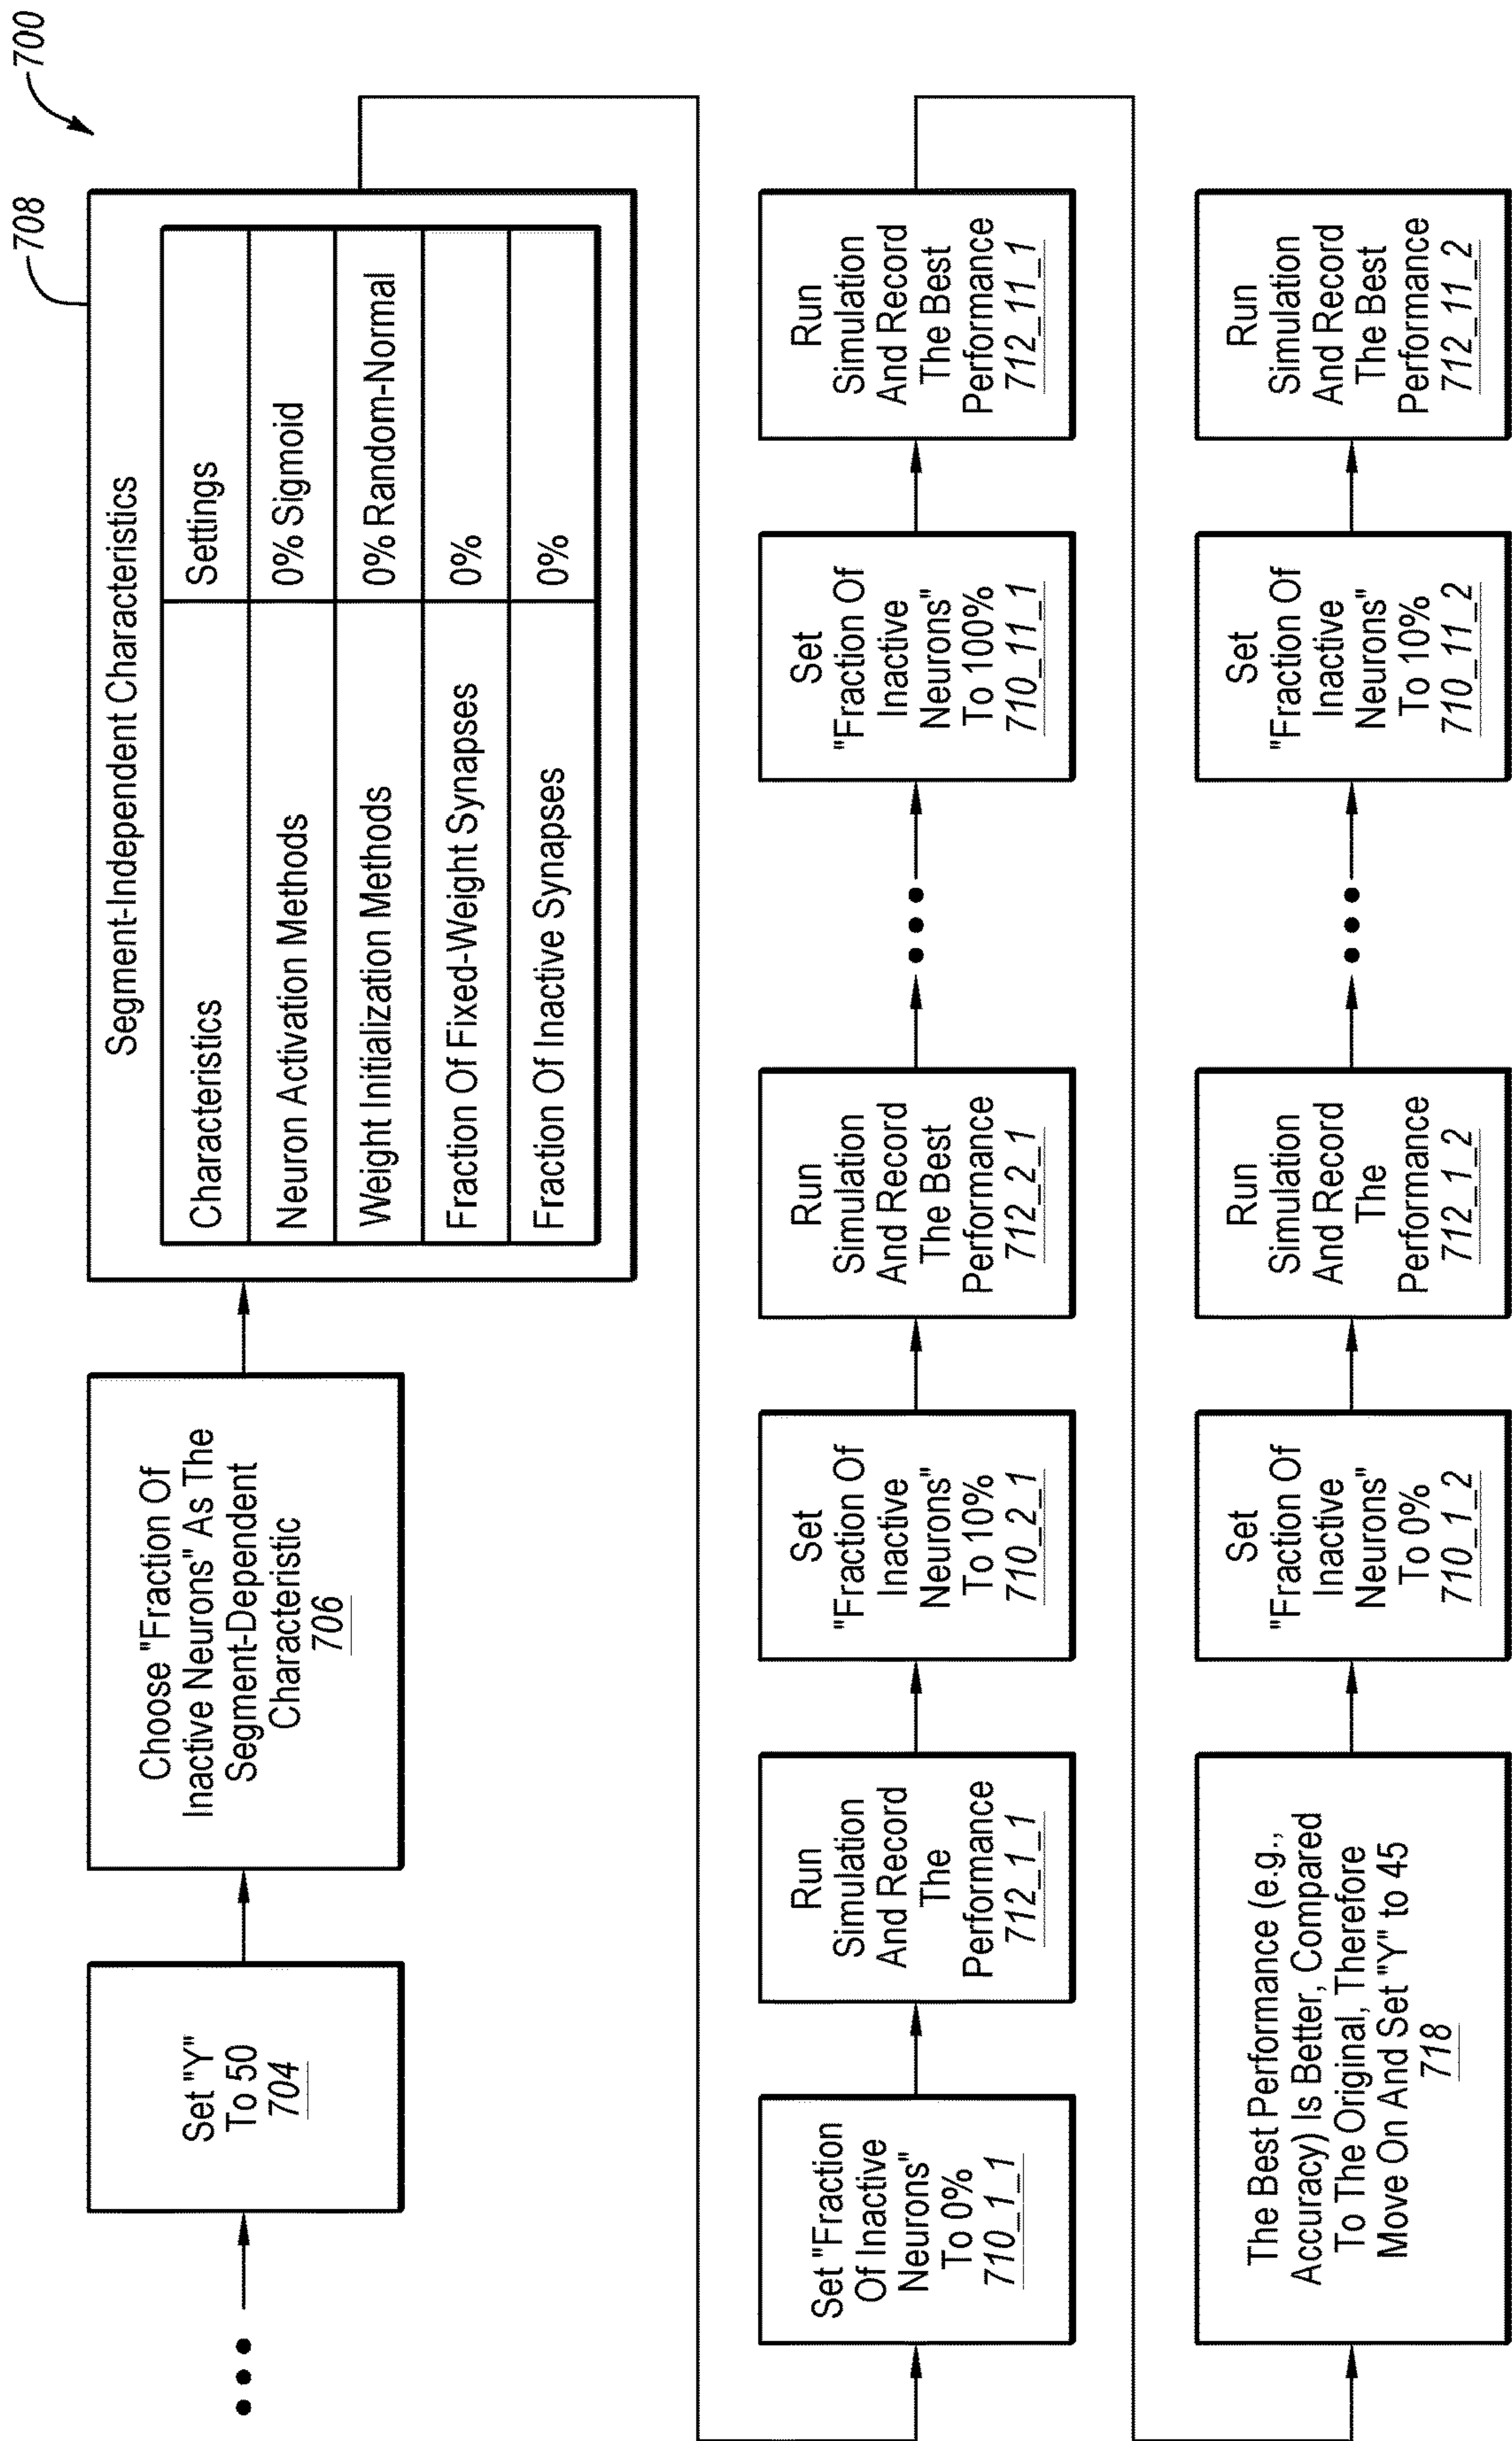 700
Set "Y"
To 50
704
Choose "Fraction Of
Inactive Neurons" As The
Segment-Dependent
Characteristic
706
708
Segment-Independent Characteristics
Characteristics
Settings
Neuron Activation Methods
0% Sigmoid
Weight Initialization Methods
0% Random-Normal
Fraction Of Fixed-Weight Synapses
0%
Fraction Of Inactive Synapses
0%
Set "Fraction
Of Inactive
Neurons"
To 0%
710_1_1
Run
Simulation
And Record
The
Performance
712_1_1
Set
"Fraction Of
Inactive
Neurons"
To 10%
710_2_1
Run
Simulation
And Record
The Best
Performance
712_2_1
Set
"Fraction Of
Inactive
Neurons"
To 100%
710_11_1
Run
Simulation
And Record
The Best
Performance
712_11_1
The Best Performance (e.g.,
Accuracy) Is Better, Compared
To The Original, Therefore
Move On And Set "Y" to 45
718
Set
"Fraction Of
Inactive
Neurons"
To 0%
710_1_2
Run
Simulation
And Record
The
Performance
712_1_2
Set
"Fraction Of
Inactive
Neurons"
To 10%
710_11_2
Run
Simulation
And Record
The Best
Performance
712_11_2